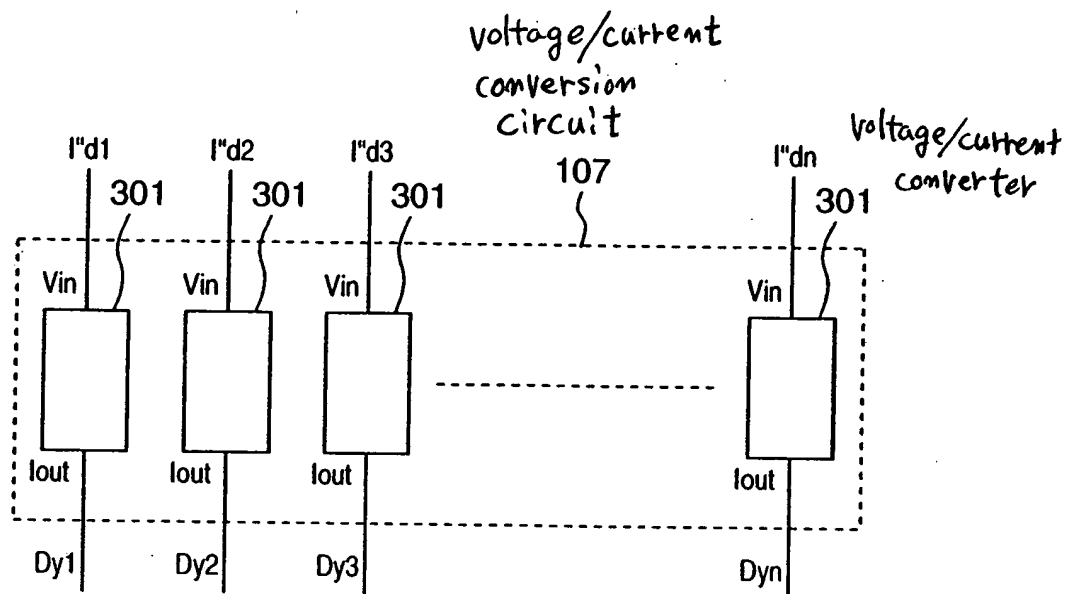 voltage/current
conversion
circuit
voltage/current
converter
I"d1 I"d2 I"d3 107 I"dn
301 301 301 301
Vin Vin Vin Vin
Iout Iout Iout Iout
Dy1 Dy2 Dy3 Dyn